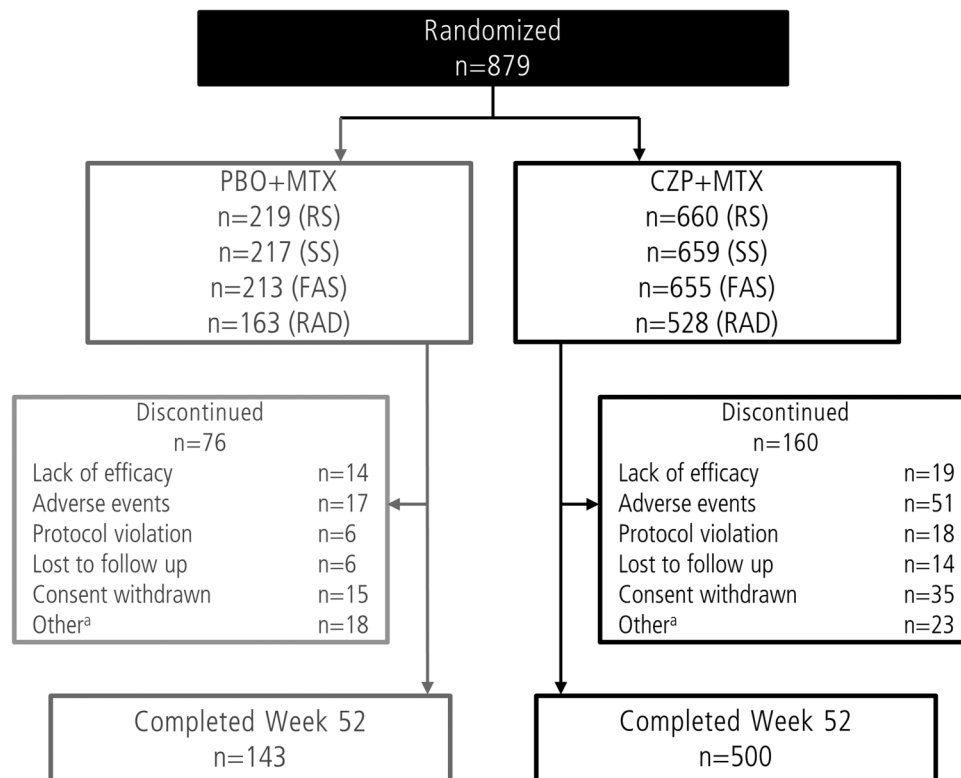 Randomized
n=879
PBO+MTX
n=219 (RS)
n=217 (SS)
n=213 (FAS)
n=163 (RAD)
CZP+MTX
n=660 (RS)
n=659 (SS)
n=655 (FAS)
n=528 (RAD)
Discontinued
n=76
Lack of efficacy n=14
Adverse events n=17
Protocol violation n=6
Lost to follow up n=6
Consent withdrawn n=15
Otherᵃ n=18
Discontinued
n=160
Lack of efficacy n=19
Adverse events n=51
Protocol violation n=18
Lost to follow up n=14
Consent withdrawn n=35
Otherᵃ n=23
Completed Week 52
n=143
Completed Week 52
n=500